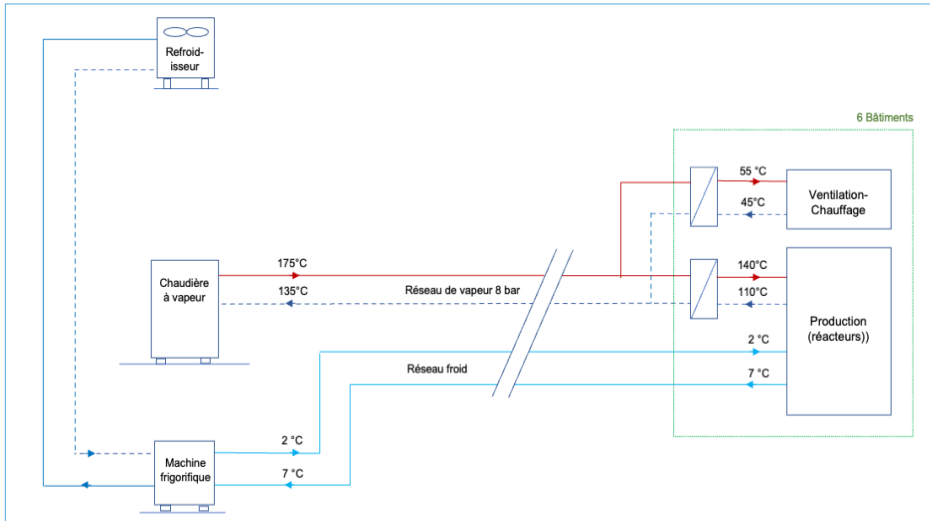 Refroid-
isseur
6 Bâtiments
55 °C
45°C
Ventilation-
Chauffage
175°C
135°C
Chaudière
à vapeur
Réseau de vapeur 8 bar
140°C
110°C
Production
(réacteurs))
2 °C
7 °C
Réseau froid
2 °C
7 °C
Machine
frigorifique